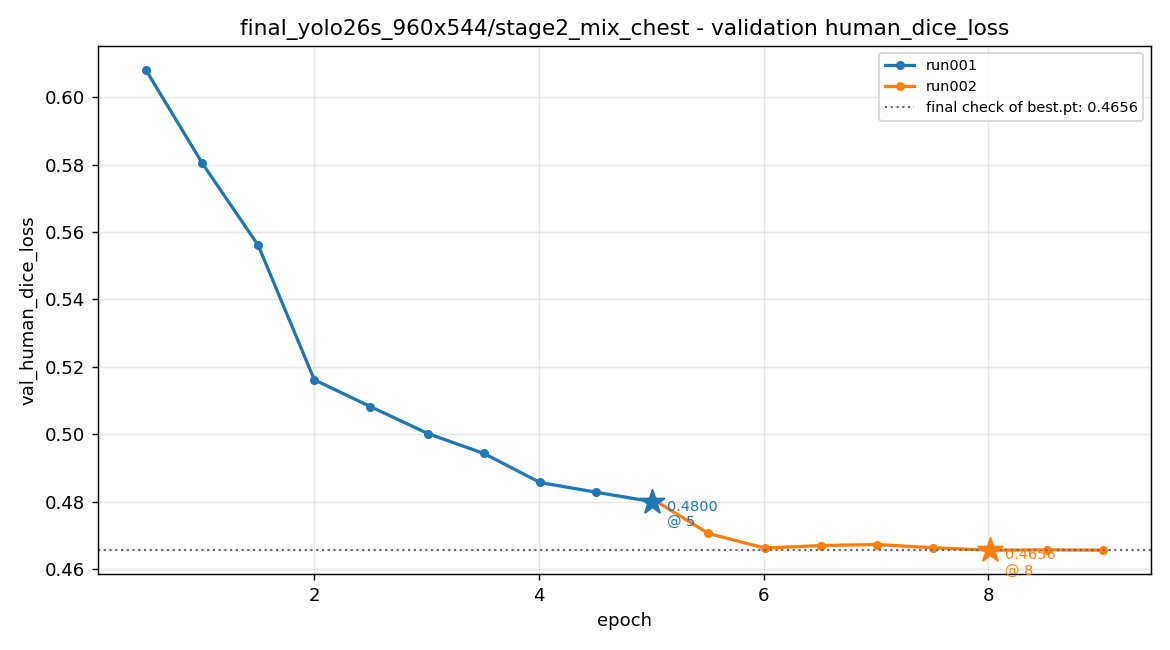 final_yolo26s_960x544/stage2_mix_chest - validation human_dice_loss
run001
run002
final check of best.pt: 0.4656
val_human_dice_loss
0.60
0.58
0.56
0.54
0.52
0.50
0.48
0.46
0.4800
@ 5
0.4656
@ 8
2
4
6
8
epoch